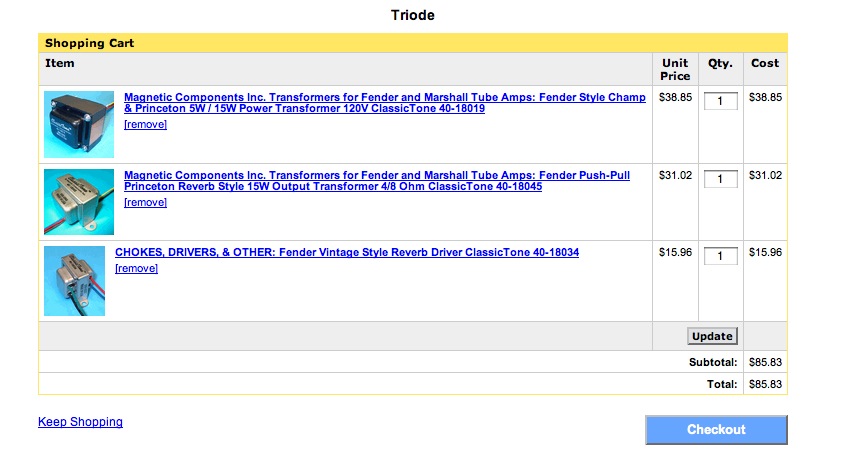 Triode
Shopping Cart
Item
Unit
Price
Qty.
Cost
Magnetic Components Inc. Transformers for Fender and Marshall Tube Amps: Fender Style Champ
& Princeton 5W / 15W Power Transformer 120V ClassicTone 40-18019
[remove]
$38.85
1
$38.85
Magnetic Components Inc. Transformers for Fender and Marshall Tube Amps: Fender Push-Pull
Princeton Reverb Style 15W Output Transformer 4/8 Ohm ClassicTone 40-18045
[remove]
$31.02
1
$31.02
CHOKES, DRIVERS, & OTHER: Fender Vintage Style Reverb Driver ClassicTone 40-18034
[remove]
$15.96
1
$15.96
Update
Subtotal: $85.83
Total: $85.83
Keep Shopping
Checkout